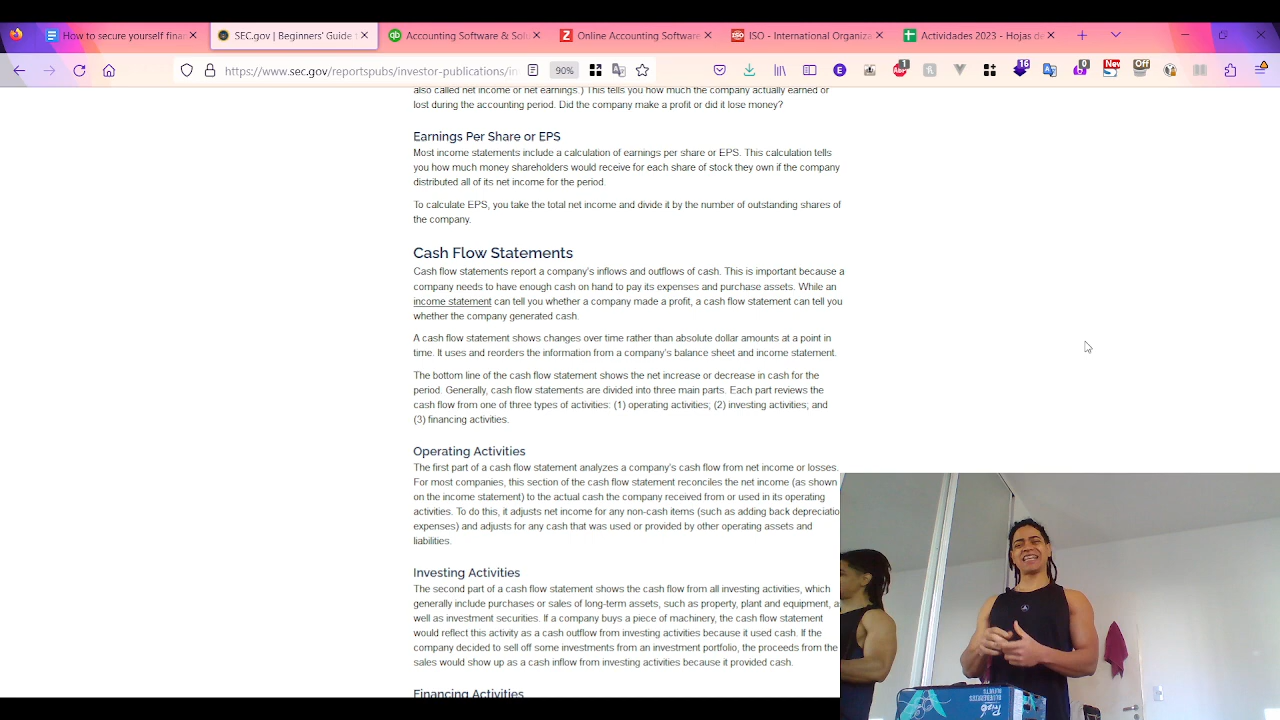 How to secure yourself finan
SEC.gov | Beginners' Guide t
Accounting Software & Solu
Online Accounting Software
ISO - International Organiza
Actividades 2023 - Hojas de
https://www.sec.gov/reportspubs/investor-publications/in
90%
1
16
0
New
Off
also called net income or net earnings.) This tells you how much the company actually earned or
lost during the accounting period. Did the company make a profit or did it lose money?
Earnings Per Share or EPS
Most income statements include a calculation of earnings per share or EPS. This calculation tells
you how much money shareholders would receive for each share of stock they own if the company
distributed all of its net income for the period.
To calculate EPS, you take the total net income and divide it by the number of outstanding shares of
the company.
Cash Flow Statements
Cash flow statements report a company's inflows and outflows of cash. This is important because a
company needs to have enough cash on hand to pay its expenses and purchase assets. While an
income statement can tell you whether a company made a profit, a cash flow statement can tell you
whether the company generated cash.
A cash flow statement shows changes over time rather than absolute dollar amounts at a point in
time. It uses and reorders the information from a company's balance sheet and income statement.
The bottom line of the cash flow statement shows the net increase or decrease in cash for the
period. Generally, cash flow statements are divided into three main parts. Each part reviews the
cash flow from one of three types of activities: (1) operating activities; (2) investing activities; and
(3) financing activities.
Operating Activities
The first part of a cash flow statement analyzes a company's cash flow from net income or losses.
For most companies, this section of the cash flow statement reconciles the net income (as shown
on the income statement) to the actual cash the company received from or used in its operating
activities. To do this, it adjusts net income for any non-cash items (such as adding back depreciatio
expenses) and adjusts for any cash that was used or provided by other operating assets and
liabilities.
Investing Activities
The second part of a cash flow statement shows the cash flow from all investing activities, which
generally include purchases or sales of long-term assets, such as property, plant and equipment, a
well as investment securities. If a company buys a piece of machinery, the cash flow statement
would reflect this activity as a cash outflow from investing activities because it used cash. If the
company decided to sell off some investments from an investment portfolio, the proceeds from the
sales would show up as a cash inflow from investing activities because it provided cash.
Financing Activities